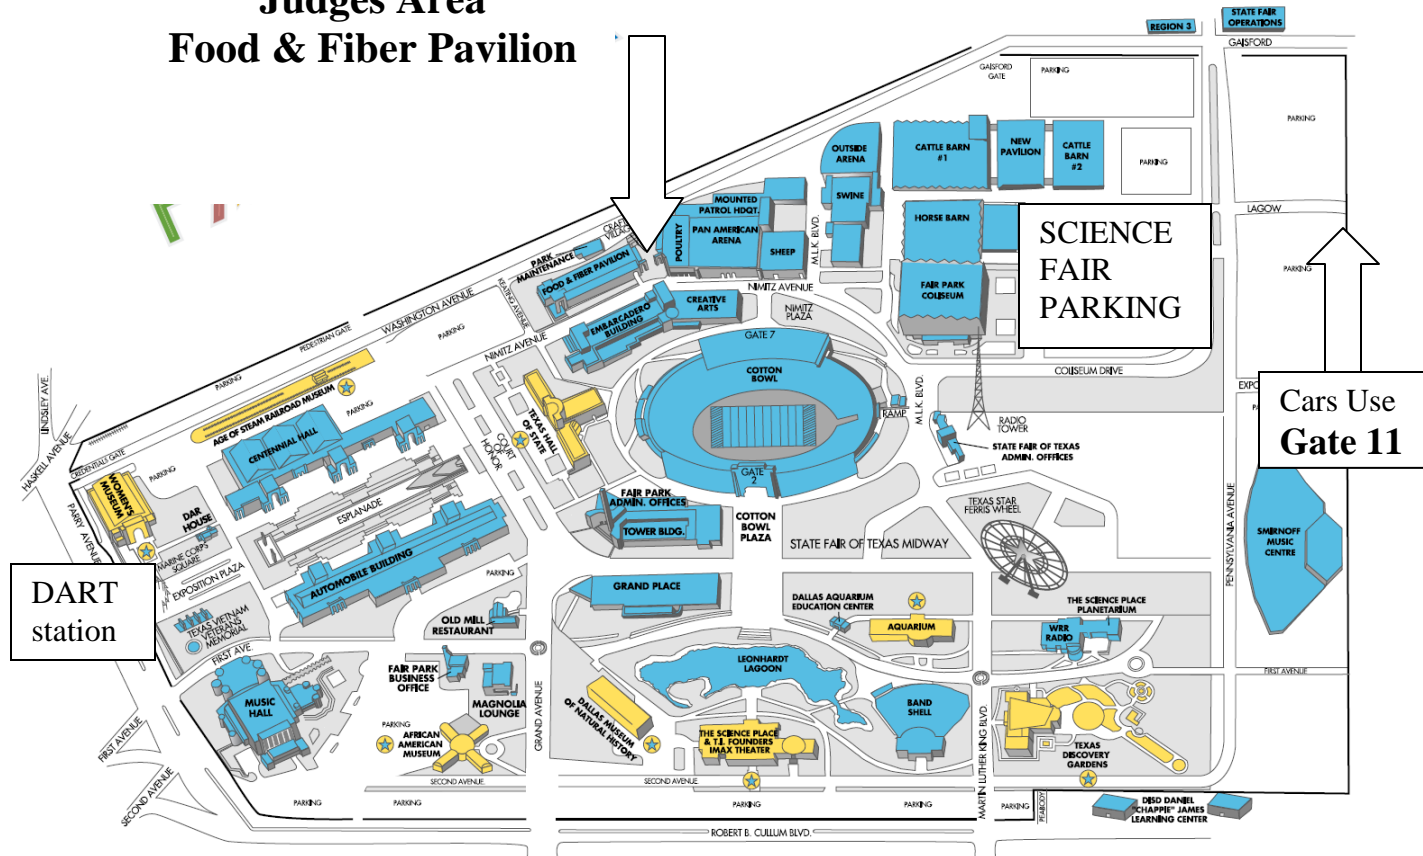 Judges Area
Food & Fiber Pavilion
REGION 3
STATE FAIR
OPERATIONS
GAISFORD
GAISFORD
GATE
PARKING
PARKING
PARKING
OUTSIDE
ARENA
CATTLE BARN
#1
NEW
PAVILION
CATTLE
BARN
#2
SWINE
LAGOW
MOUNTED
PATROL HDQT.
POULTRY
PAN AMERICAN
ARENA
SHEEP
M.L.K. BLVD.
HORSE BARN
SCIENCE
FAIR
PARKING
PARKING
CRAFT
VILLAGE
PARK
MAINTENANCE
FOOD & FIBER PAVILION
KEATING AVENUE
NIMITZ AVENUE
FAIR PARK
COLISEUM
CREATIVE
ARTS
EMBARCADERO
BUILDING
NIMITZ
PLAZA
WASHINGTON AVENUE
PEDESTRIAN GATE
PARKING
NIMITZ AVENUE
GATE 7
COTTON
BOWL
GATE
2
RAMP
M.L.K. BLVD.
COLISEUM DRIVE
RADIO
TOWER
STATE FAIR OF TEXAS
ADMIN. OFFFICES
Cars Use
Gate 11
LINDSLEY AVE.
HASKELL AVENUE
PARKING
AGE OF STEAM RAILROAD MUSEUM
PARKING
CENTENNIAL HALL
TEXAS HALL
OF STATE
COURT
OF
HONOR
CREDENTIALS GATE
PARKING
WOMEN'S
MUSEUM
PARRY AVENUE
DAR
HOUSE
MARINE CORPS
SQUARE
ESPLANADE
EXPOSITION PLAZA
AUTOMOBILE BUILDING
FAIR PARK
ADMIN. OFFICES
TOWER BLDG.
COTTON
BOWL
PLAZA
TEXAS STAR
FERRIS WHEEL
STATE FAIR OF TEXAS MIDWAY
PENNSYLVANIA AVENUE
SMIRNOFF
MUSIC
CENTRE
DART
station
PARKING
TEXAS VIETNAM
VETERANS
MEMORIAL
FIRST AVE.
OLD MILL
RESTAURANT
GRAND PLACE
DALLAS AQUARIUM
EDUCATION CENTER
AQUARIUM
THE SCIENCE PLACE
PLANETARIUM
WRR
RADIO
FAIR PARK
BUSINESS
OFFICE
MAGNOLIA
LOUNGE
LEONHARDT
LAGOON
FIRST AVENUE
MUSIC
HALL
GRAND AVENUE
DALLAS MUSEUM
OF NATURAL HISTORY
BAND
SHELL
MARTIN LUTHER KING BLVD.
PARKING
AFRICAN
AMERICAN
MUSEUM
THE SCIENCE PLACE
& T.I. FOUNDERS
IMAX THEATER
TEXAS
DISCOVERY
GARDENS
FIRST AVENUE
SECOND AVENUE
SECOND AVENUE
SECOND AVENUE
PARKING
PARKING
PARKING
PARKING
PARKING
PEABODY
DISD DANIEL
"CHAPPIE" JAMES
LEARNING CENTER
ROBERT B. CULLUM BLVD.